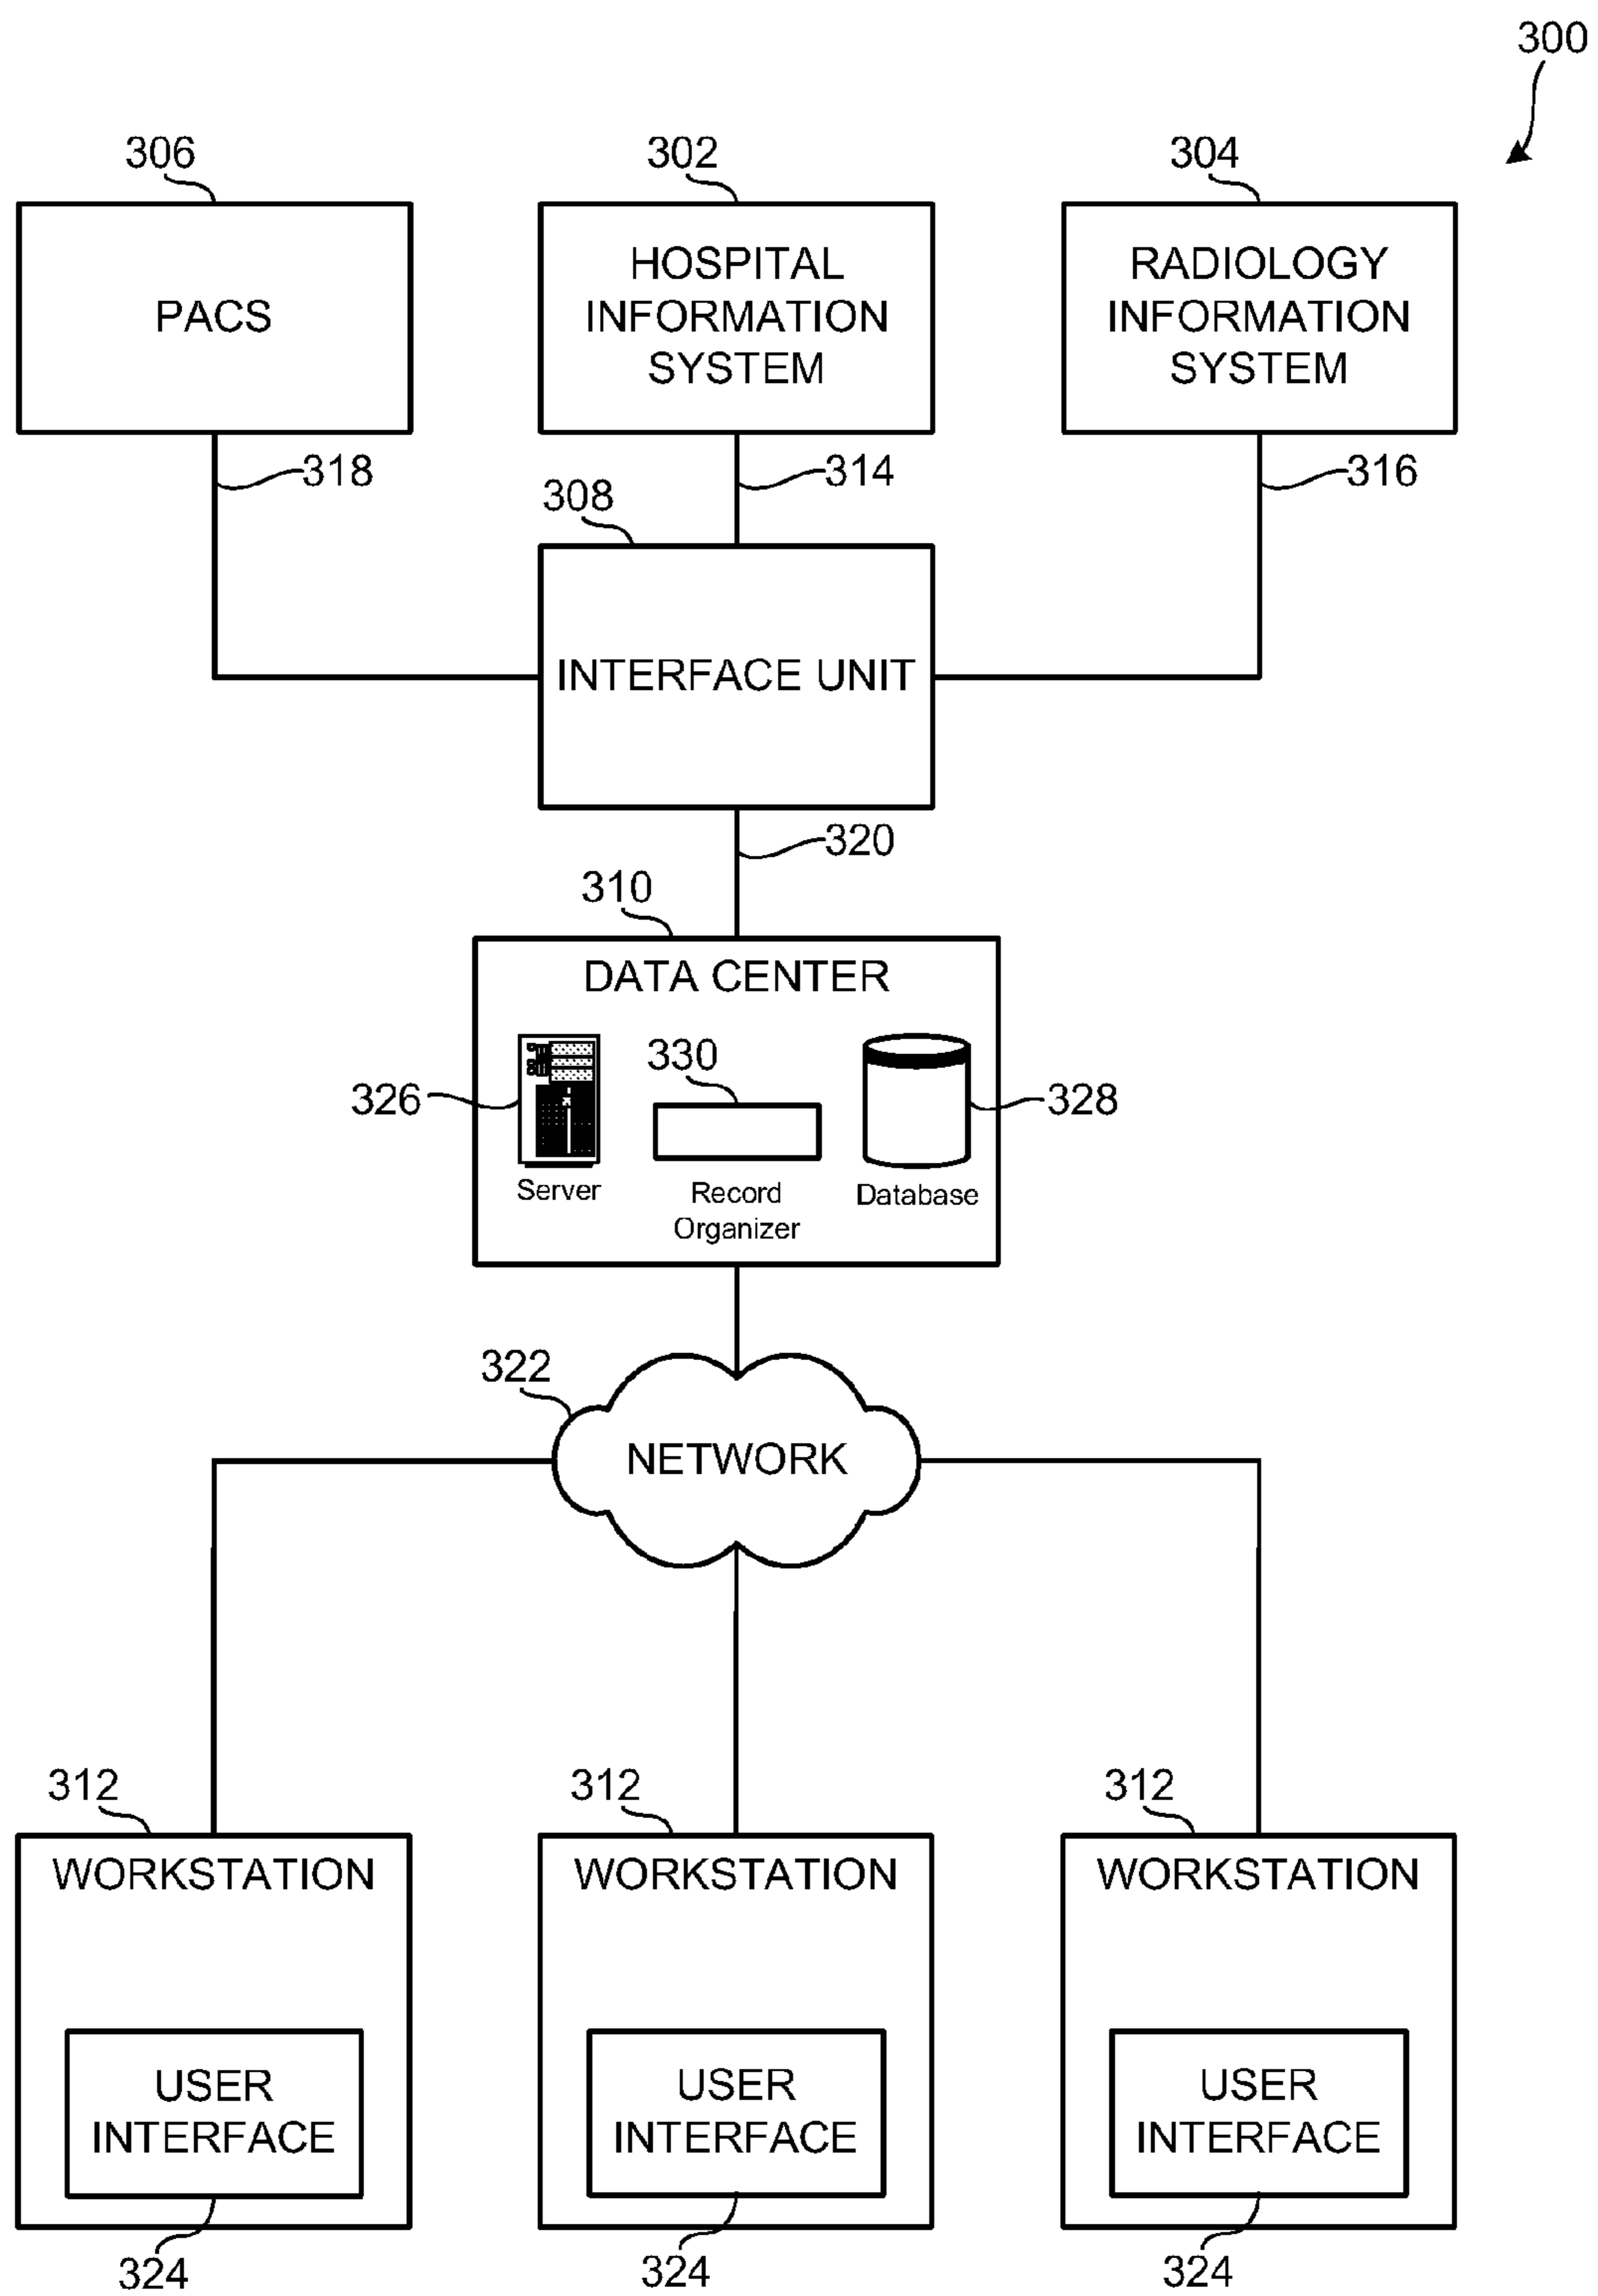 300
306
302
304
PACS
HOSPITAL
INFORMATION
SYSTEM
RADIOLOGY
INFORMATION
SYSTEM
318
314
316
308
INTERFACE UNIT
320
310
DATA CENTER
326
330
328
Server
Record
Organizer
Database
322
NETWORK
312
312
312
WORKSTATION
WORKSTATION
WORKSTATION
USER
INTERFACE
USER
INTERFACE
USER
INTERFACE
324
324
324